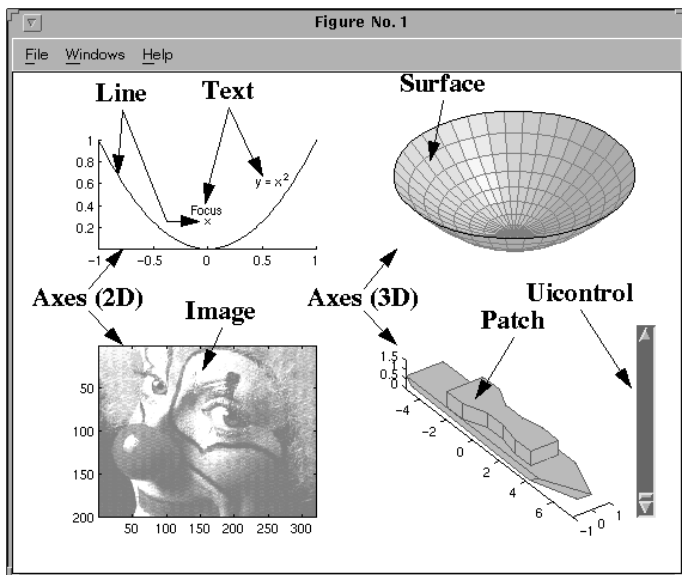 Figure No. 1
File Windows Help
Line
Text
Surface
1
0.8
0.6
0.4
0.2
y = x²
Focus
×
-1 -0.5 0 0.5 1
Axes (2D)
Image
Axes (3D)
Uicontrol
Patch
50
100
150
200
50 100 150 200 250 300
1.5
1
0.5
0
-4
-2
0
2
4
6
-1
0
1